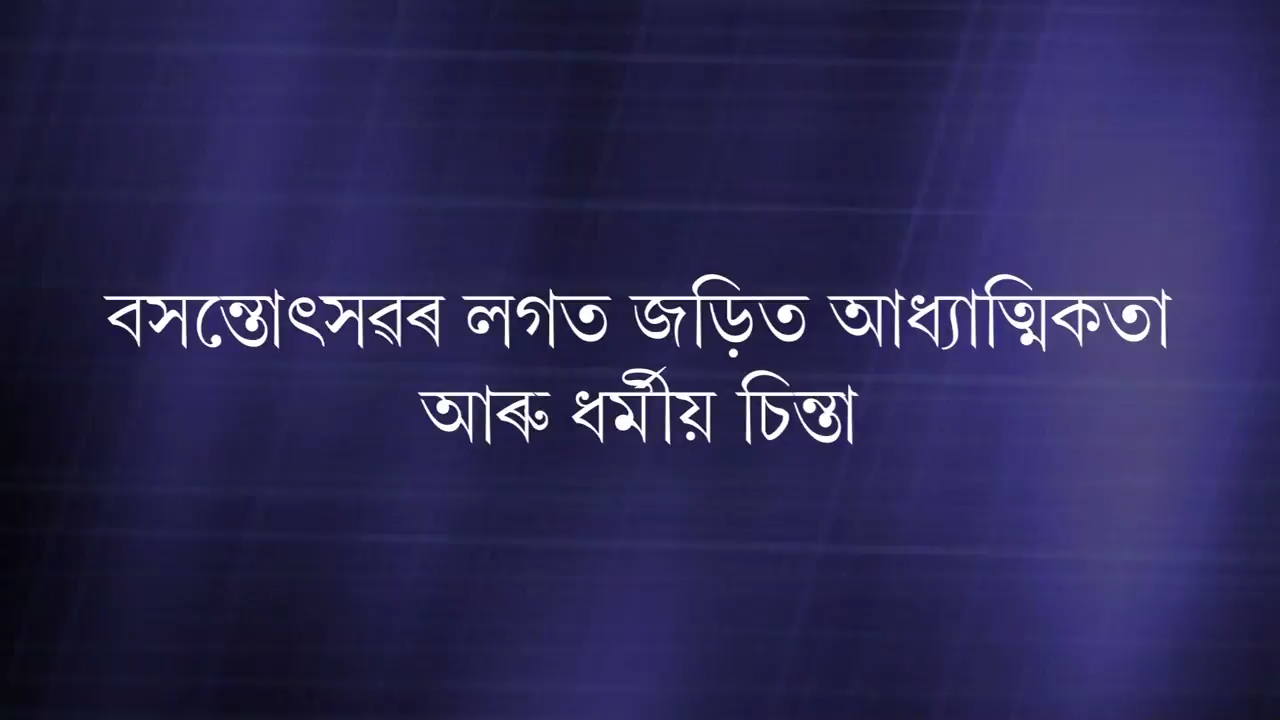 বসন্তোৎসৱৰ লগত জড়িত আধ্যাত্মিকতা
আৰু ধৰ্মীয় চিন্তা